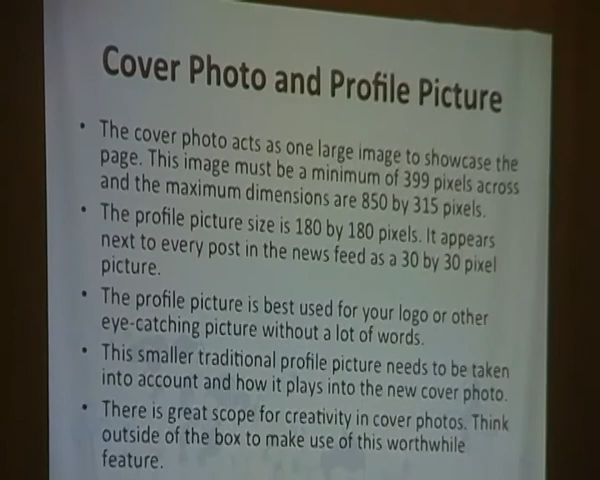 Cover Photo and Profile Picture
• The cover photo acts as one large image to showcase the
page. This image must be a minimum of 399 pixels across
and the maximum dimensions are 850 by 315 pixels.
• The profile picture size is 180 by 180 pixels. It appears
next to every post in the news feed as a 30 by 30 pixel
picture.
• The profile picture is best used for your logo or other
eye-catching picture without a lot of words.
• This smaller traditional profile picture needs to be taken
into account and how it plays into the new cover photo.
• There is great scope for creativity in cover photos. Think
outside of the box to make use of this worthwhile
feature.